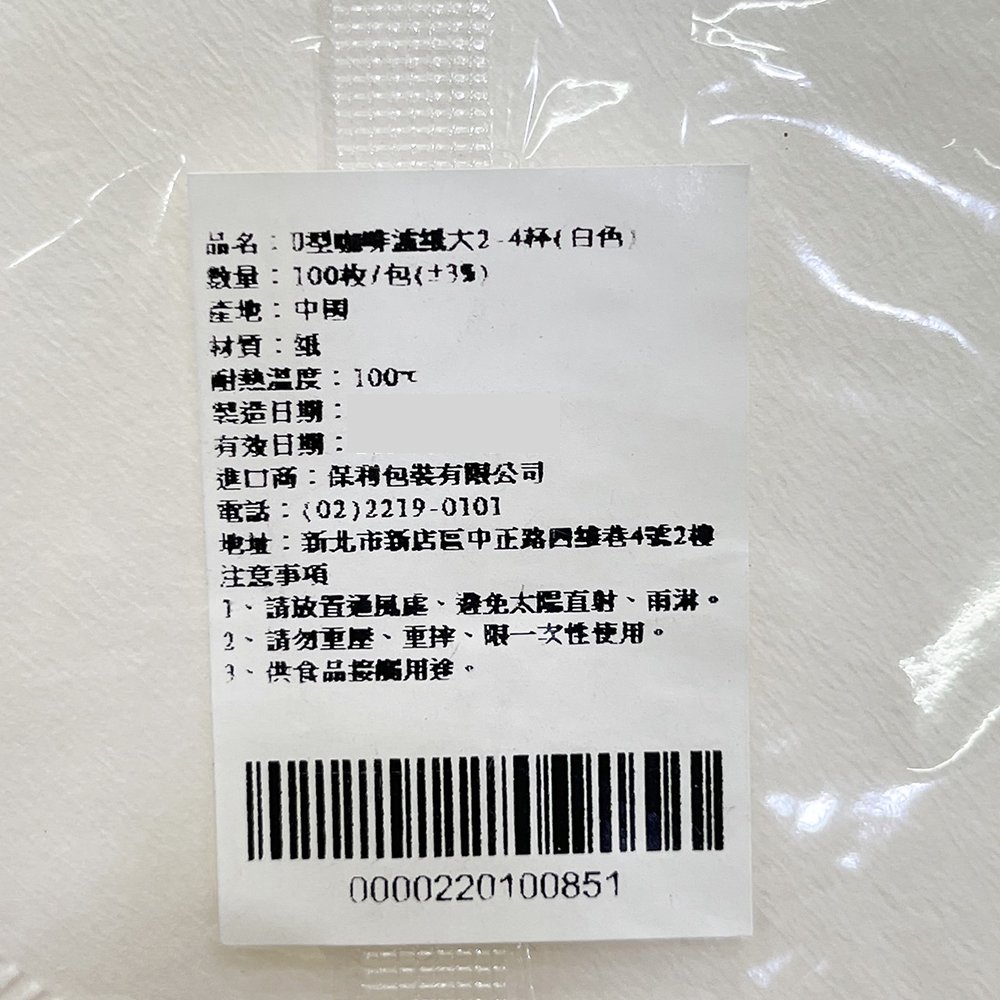 品名：U型咖啡濾紙大2-4杯(白色)
數量：100枚/包(±3%)
產地：中國
材質：紙
耐熱溫度：100℃
製造日期：
有效日期：
進口商：保利包裝有限公司
電話：(02)2219-0101
地址：新北市新店區中正路四維巷4號2樓
注意事項
1、請放置通風處、避免太陽直射、雨淋。
2、請勿重壓、重摔、限一次性使用。
3、供食品接觸用途。
0000220100851